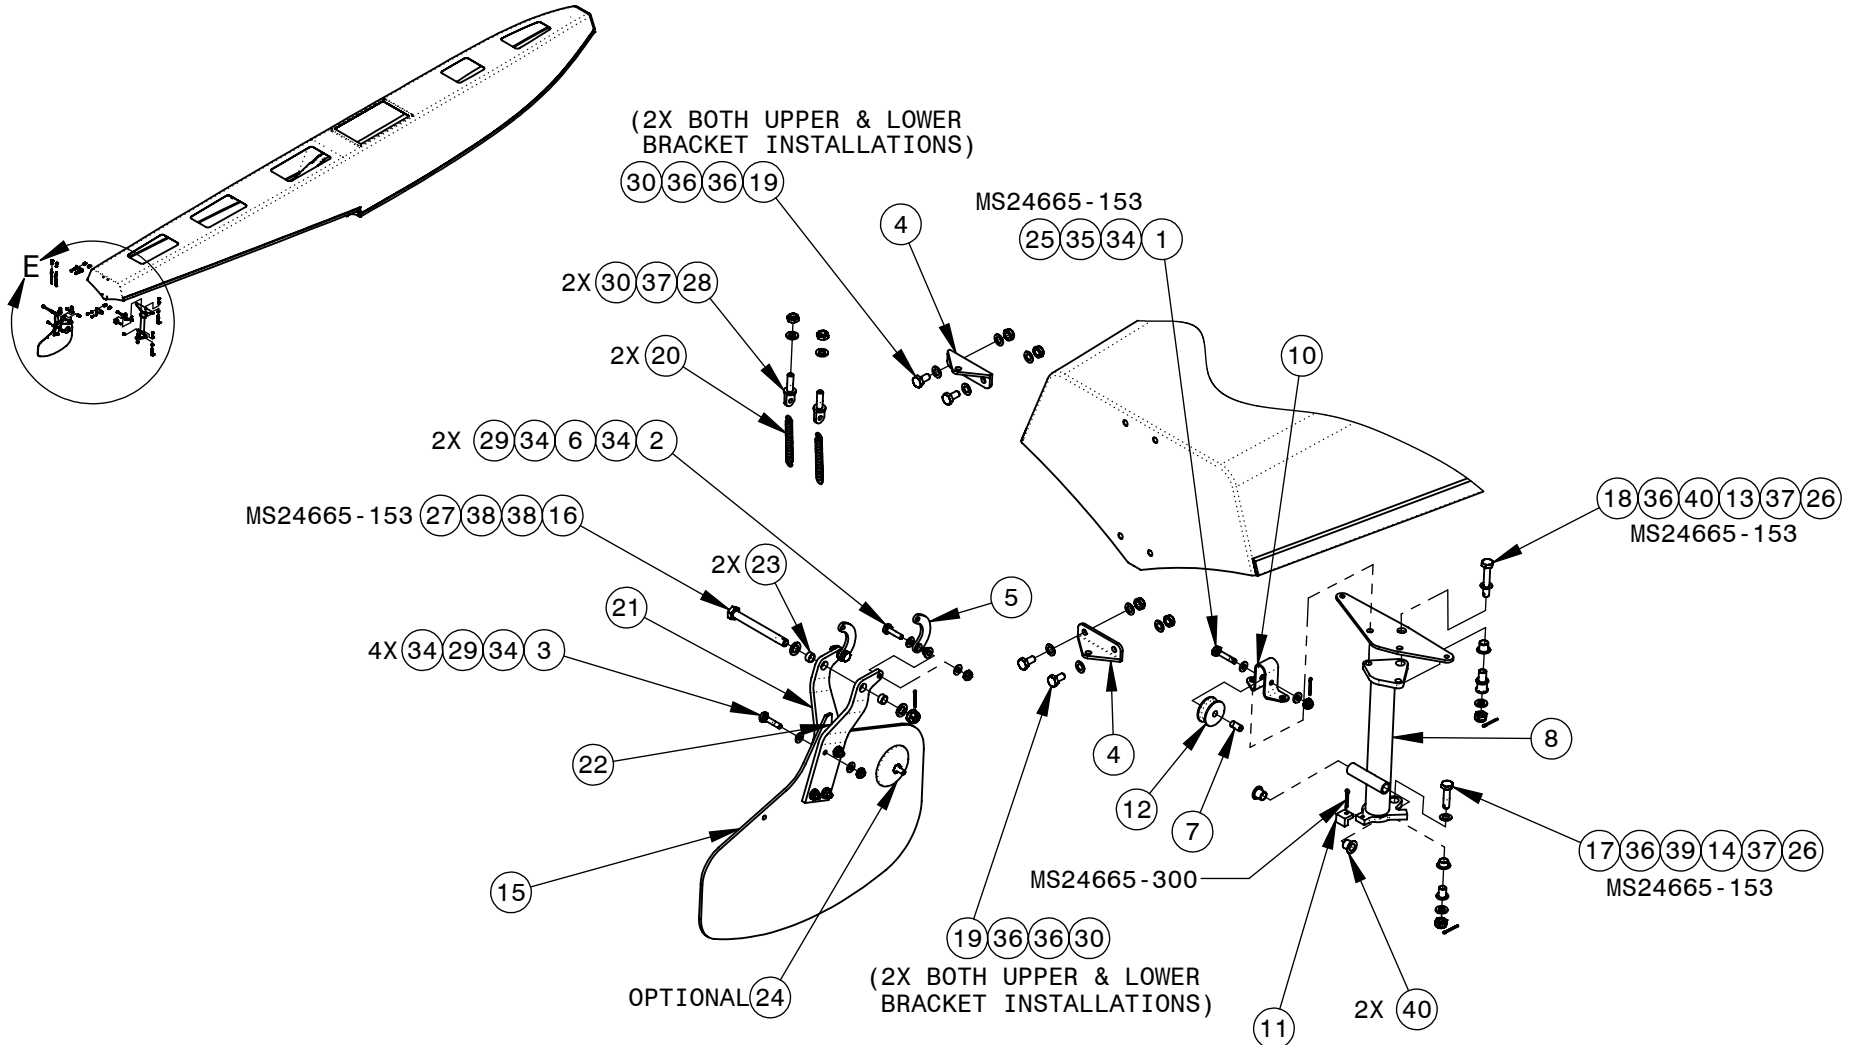 (2X BOTH UPPER & LOWER
BRACKET INSTALLATIONS)
30 36 36 19
MS24665-153
25 35 34 1
4
E
2X 30 37 28
2X 20
10
2X 29 34 6 34 2
18 36 40 13 37 26
MS24665-153
MS24665-153 27 38 38 16
2X 23
21
5
4X 34 29 34 3
22
4
8
12
7
17 36 39 14 37 26
MS24665-153
MS24665-300
15
19 36 36 30
(2X BOTH UPPER & LOWER
BRACKET INSTALLATIONS)
OPTIONAL 24
11
2X 40